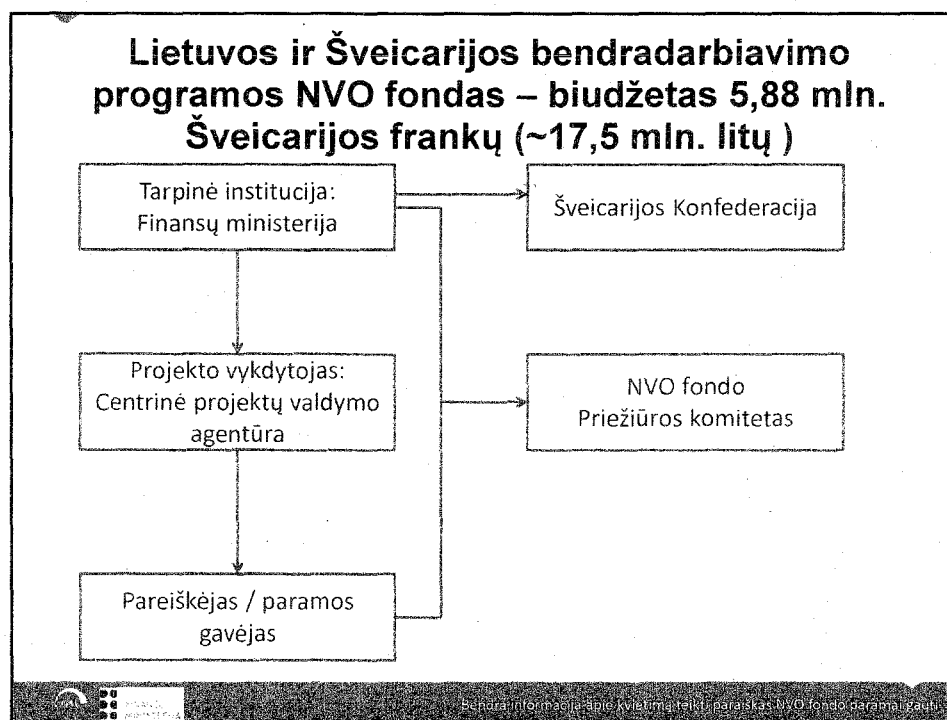 Lietuvos ir Šveicarijos bendradarbiavimo
programos NVO fondas – biudžetas 5,88 mln.
Šveicarijos frankų (~17,5 mln. litų )
Tarpinė institucija:
Finansų ministerija
Šveicarijos Konfederacija
Projekto vykdytojas:
Centrinė projektų valdymo
agentūra
NVO fondo
Priežiūros komitetas
Pareiškėjas / paramos
gavėjas
Bendra informacija apie kvietimą teikti paraiškas NVO fondo paramai gauti